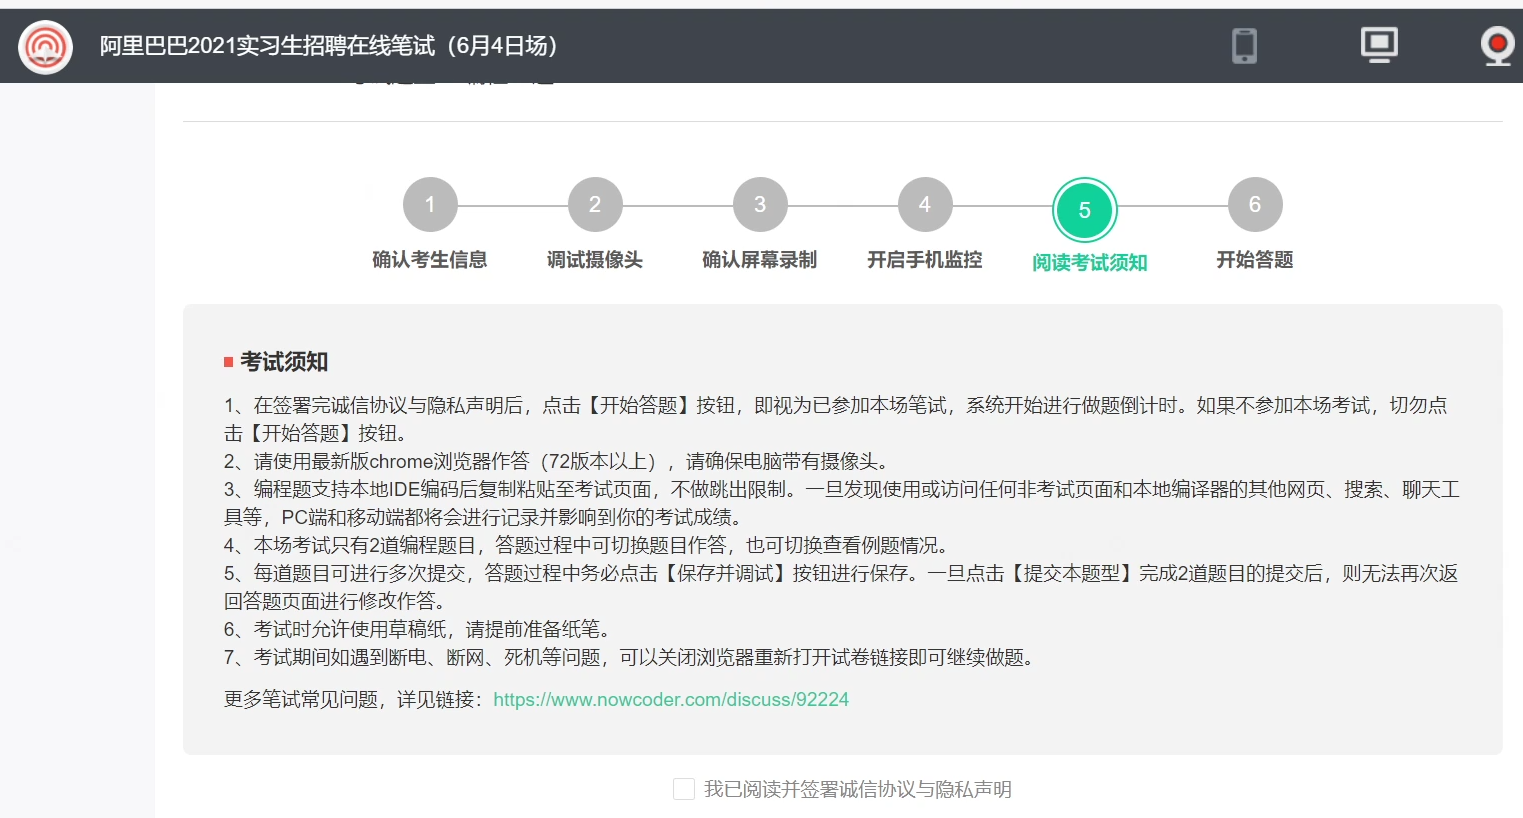 阿里巴巴2021实习生招聘在线笔试（6月4日场）
1
2
3
4
5
6
确认考生信息
调试摄像头
确认屏幕录制
开启手机监控
阅读考试须知
开始答题
考试须知
1、在签署完诚信协议与隐私声明后，点击【开始答题】按钮，即视为已参加本场笔试，系统开始进行做题倒计时。如果不参加本场考试，切勿点
击【开始答题】按钮。
2、请使用最新版chrome浏览器作答（72版本以上），请确保电脑带有摄像头。
3、编程题支持本地IDE编码后复制粘贴至考试页面，不做跳出限制。一旦发现使用或访问任何非考试页面和本地编译器的其他网页、搜索、聊天工
具等，PC端和移动端都将会进行记录并影响到你的考试成绩。
4、本场考试只有2道编程题目，答题过程中可切换题目作答，也可切换查看例题情况。
5、每道题目可进行多次提交，答题过程中务必点击【保存并调试】按钮进行保存。一旦点击【提交本题型】完成2道题目的提交后，则无法再次返
回答题页面进行修改作答。
6、考试时允许使用草稿纸，请提前准备纸笔。
7、考试期间如遇到断电、断网、死机等问题，可以关闭浏览器重新打开试卷链接即可继续做题。
更多笔试常见问题，详见链接：https://www.nowcoder.com/discuss/92224
我已阅读并签署诚信协议与隐私声明